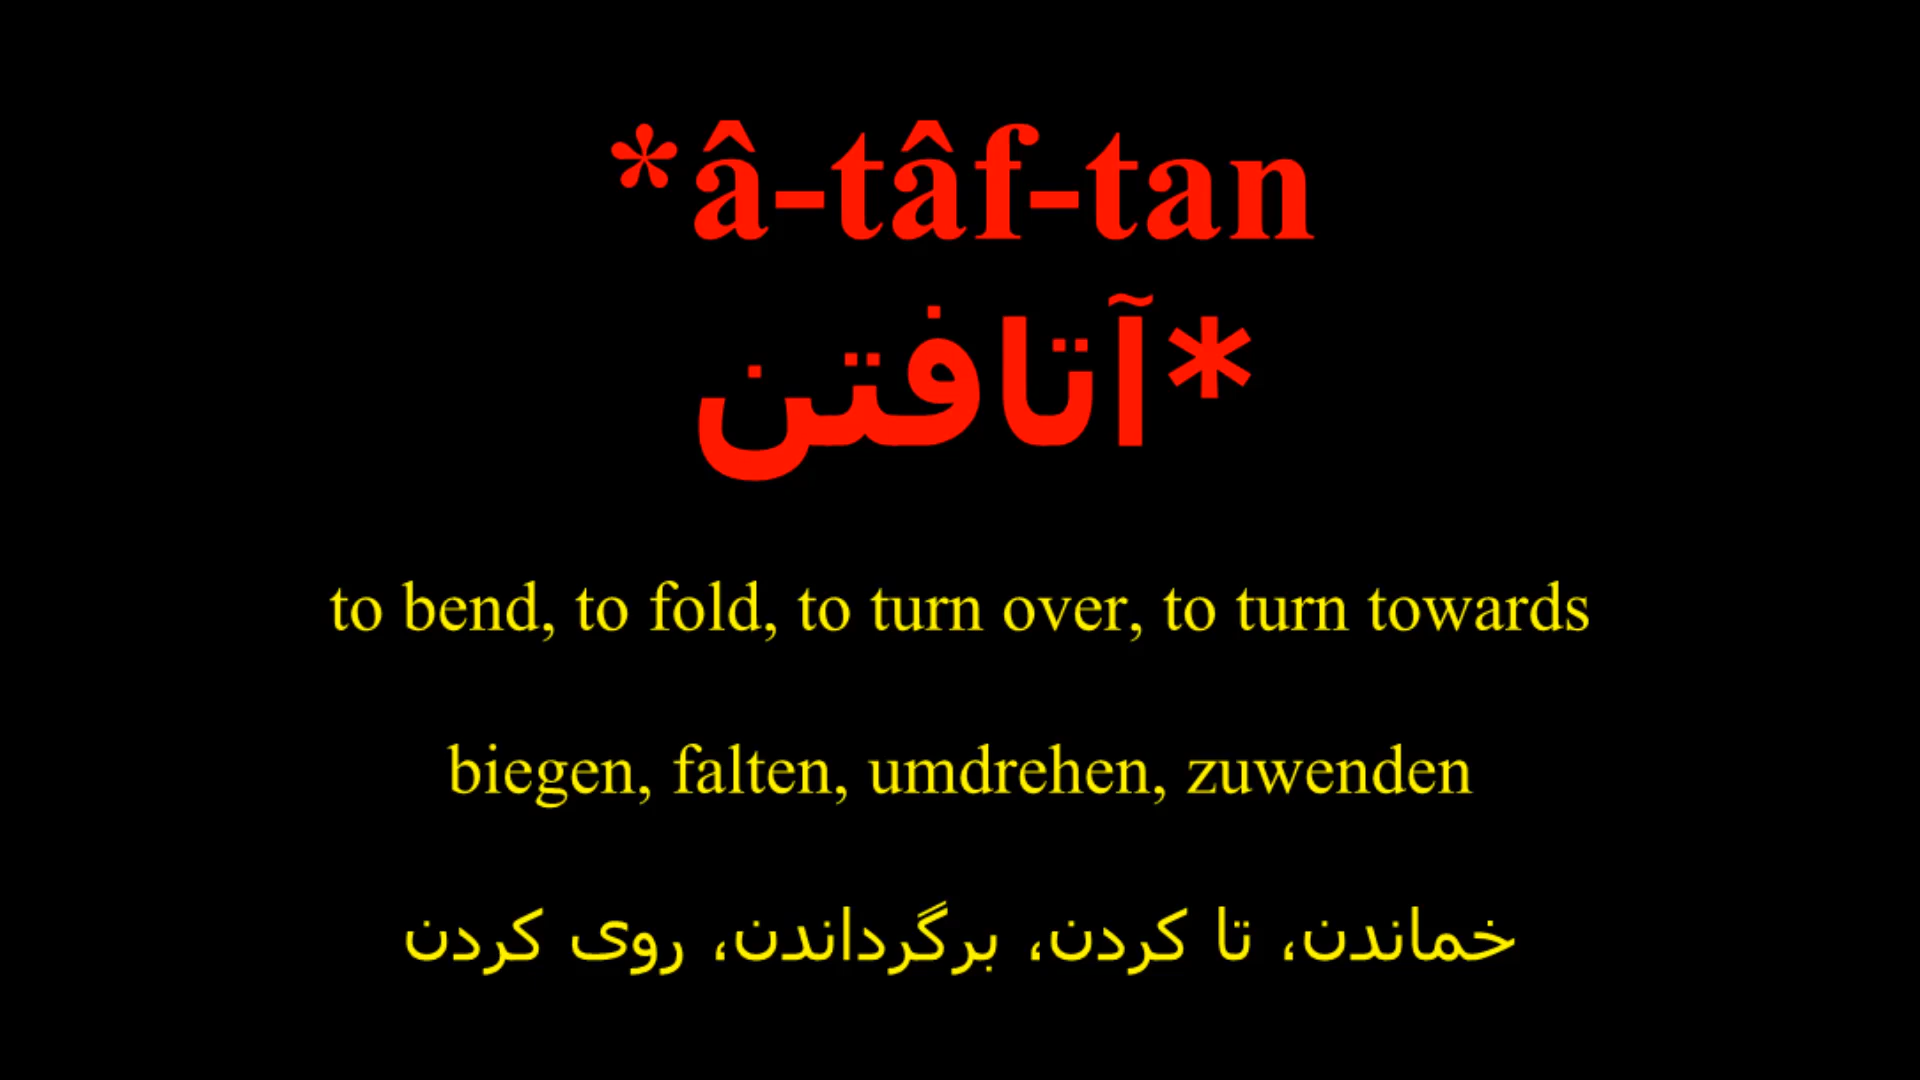 *â-tâf-tan
*آتافتن
to bend, to fold, to turn over, to turn towards
biegen, falten, umdrehen, zuwenden
خماندن، تا کردن، برگرداندن، روی کردن